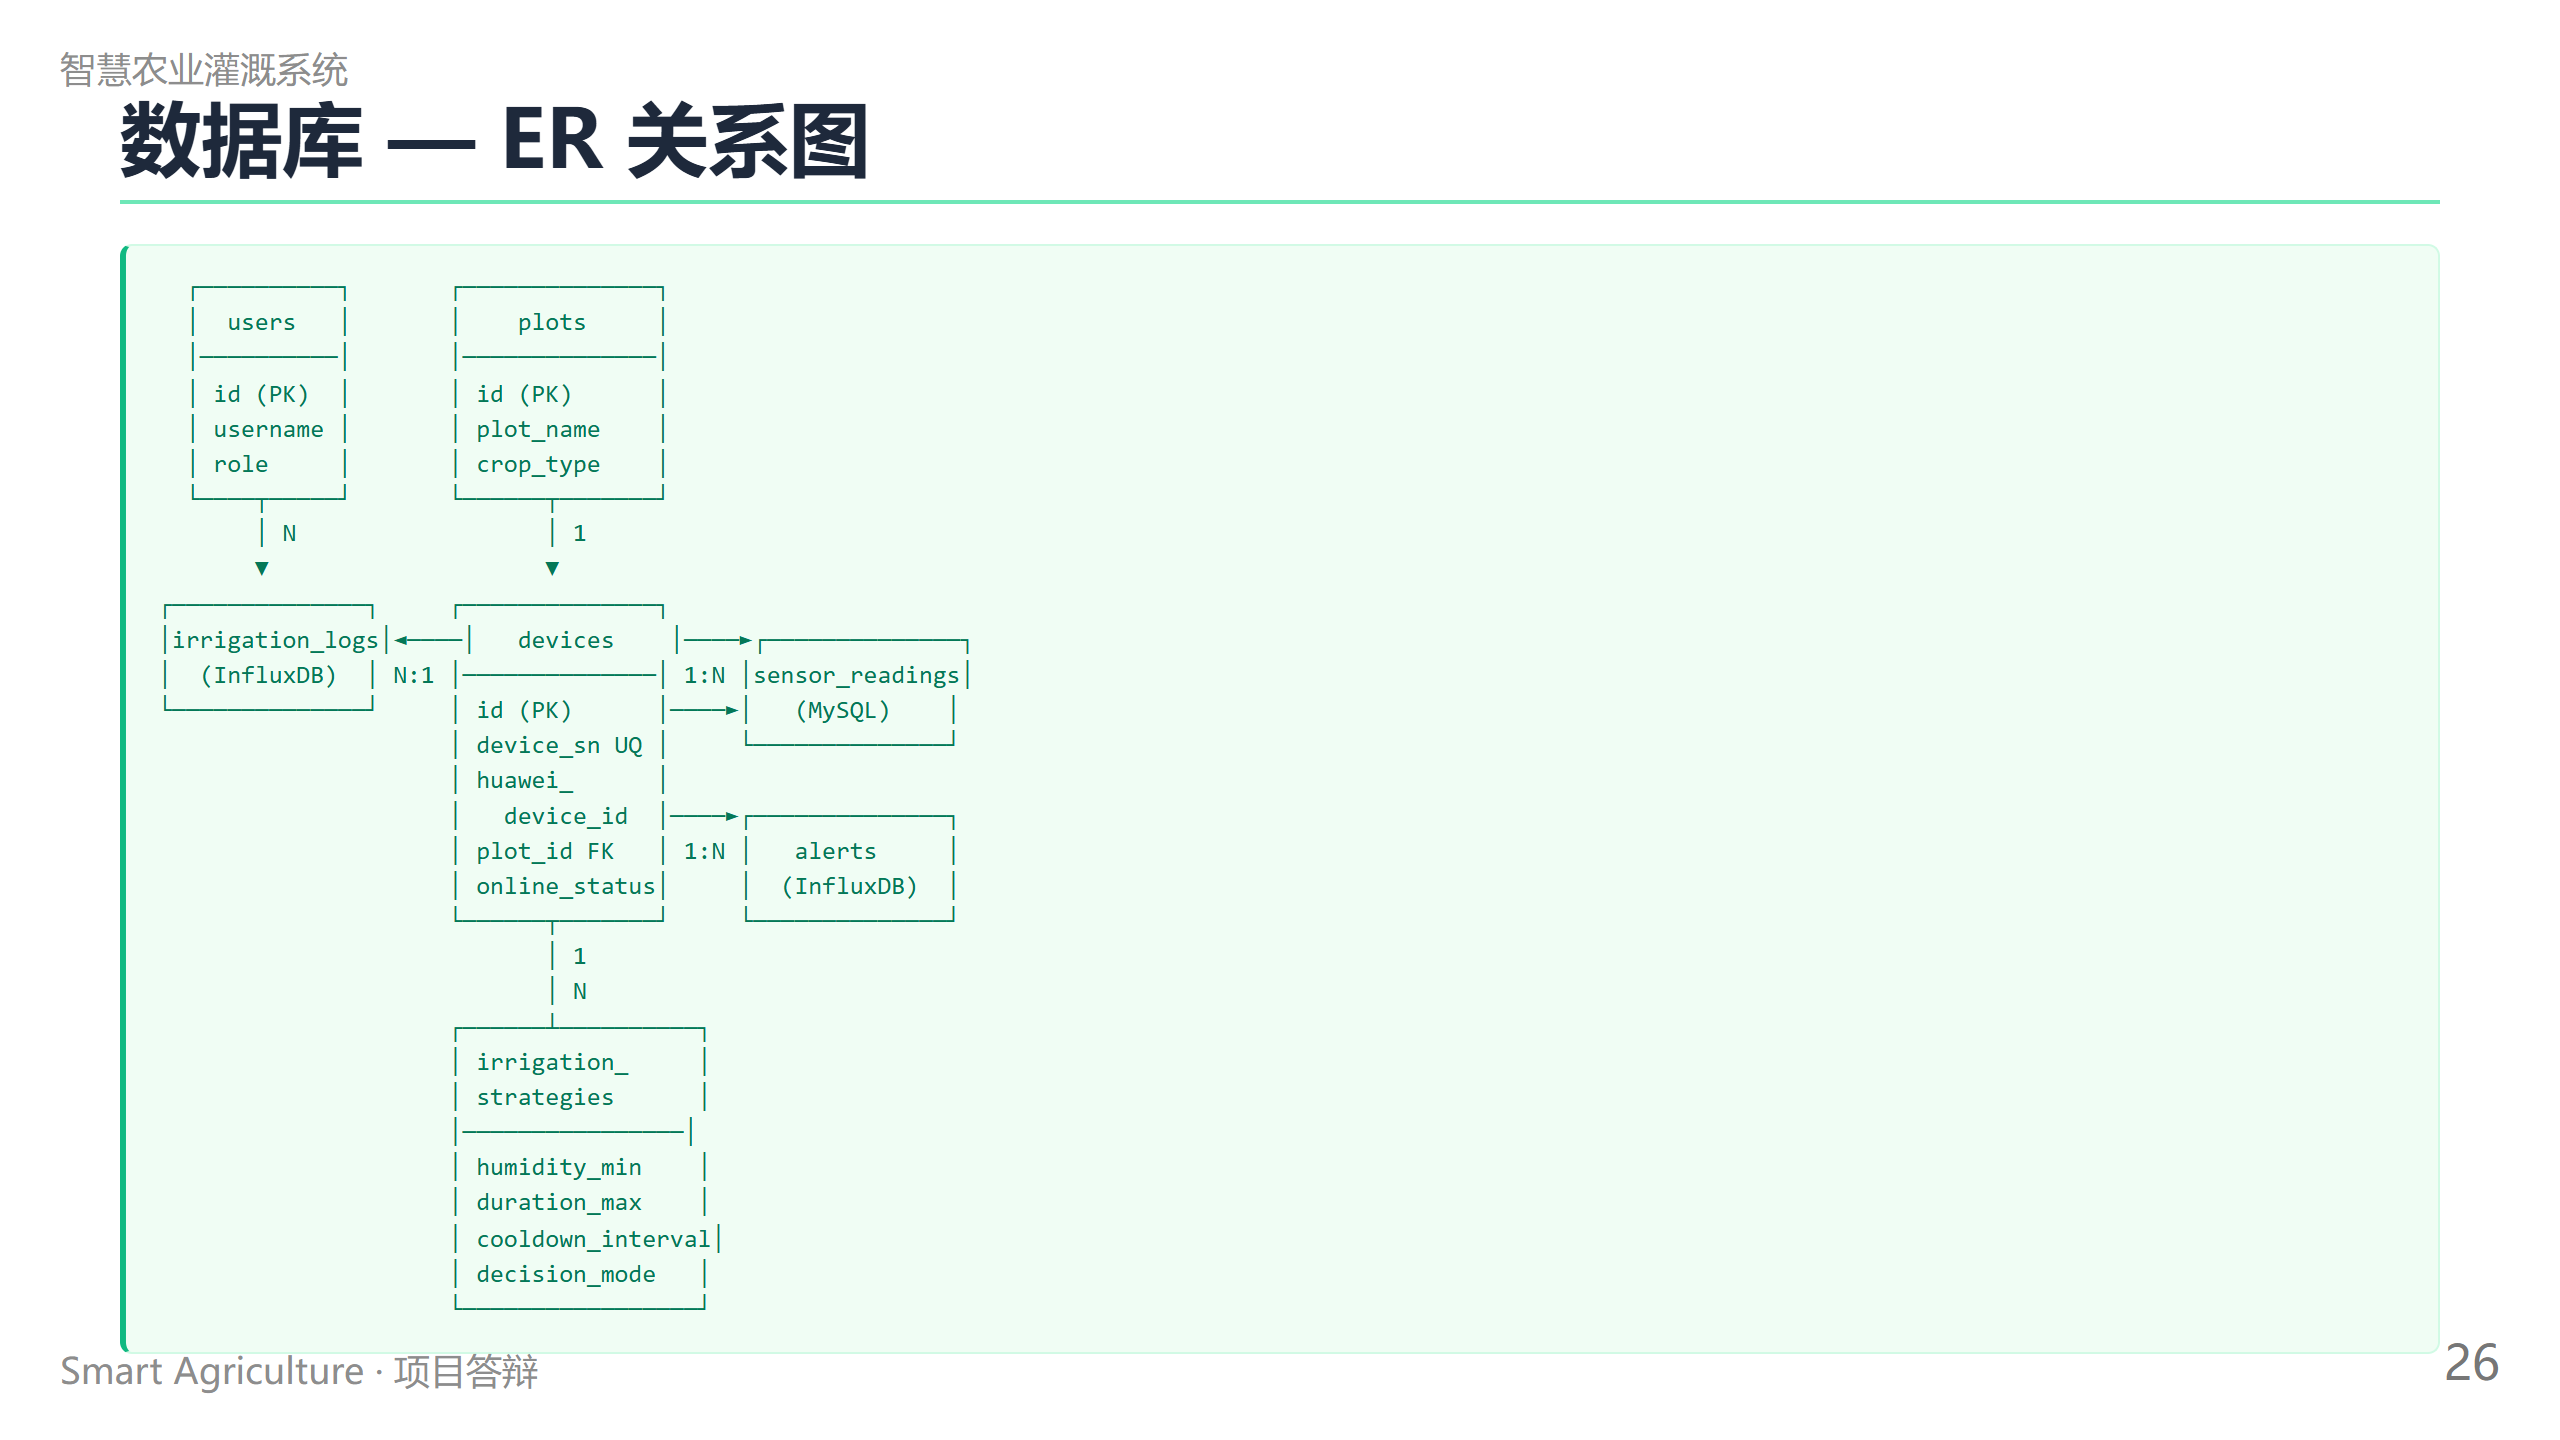 智慧农业灌溉系统
数据库 — ER 关系图
users plots
id (PK) id (PK)
username plot_name
role crop_type
N 1
irrigation_logs devices
(InfluxDB) N:1 1:N sensor_readings
id (PK) (MySQL)
device_sn UQ
huawei_
device_id
plot_id FK 1:N alerts
online_status (InfluxDB)
1
N
irrigation_
strategies
humidity_min
duration_max
cooldown_interval
decision_mode
Smart Agriculture · 项目答辩
26